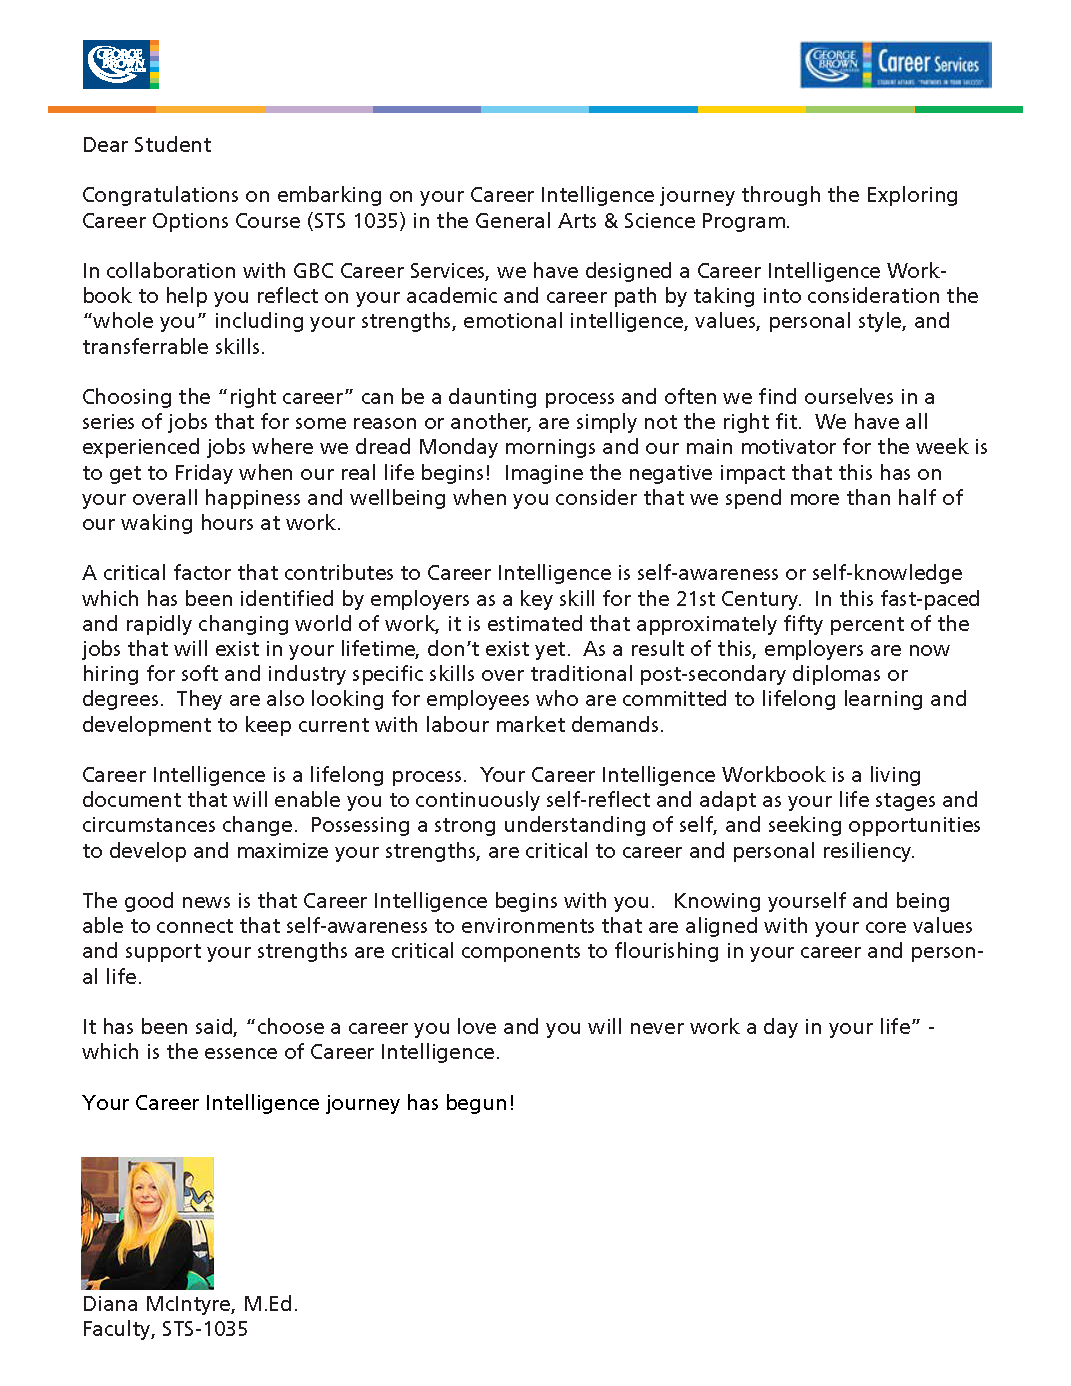 GEORGE
BROWN
GEORGE
BROWN
Career Services
STUDENT AFFAIRS: "PARTNERS IN YOUR SUCCESS"
Dear Student
Congratulations on embarking on your Career Intelligence journey through the Exploring
Career Options Course (STS 1035) in the General Arts & Science Program.
In collaboration with GBC Career Services, we have designed a Career Intelligence Work-
book to help you reflect on your academic and career path by taking into consideration the
“whole you” including your strengths, emotional intelligence, values, personal style, and
transferrable skills.
Choosing the “right career” can be a daunting process and often we find ourselves in a
series of jobs that for some reason or another, are simply not the right fit.  We have all
experienced jobs where we dread Monday mornings and our main motivator for the week is
to get to Friday when our real life begins!  Imagine the negative impact that this has on
your overall happiness and wellbeing when you consider that we spend more than half of
our waking hours at work.
A critical factor that contributes to Career Intelligence is self-awareness or self-knowledge
which has been identified by employers as a key skill for the 21st Century.  In this fast-paced
and rapidly changing world of work, it is estimated that approximately fifty percent of the
jobs that will exist in your lifetime, don’t exist yet.  As a result of this, employers are now
hiring for soft and industry specific skills over traditional post-secondary diplomas or
degrees.  They are also looking for employees who are committed to lifelong learning and
development to keep current with labour market demands.
Career Intelligence is a lifelong process.  Your Career Intelligence Workbook is a living
document that will enable you to continuously self-reflect and adapt as your life stages and
circumstances change.  Possessing a strong understanding of self, and seeking opportunities
to develop and maximize your strengths, are critical to career and personal resiliency.
The good news is that Career Intelligence begins with you.   Knowing yourself and being
able to connect that self-awareness to environments that are aligned with your core values
and support your strengths are critical components to flourishing in your career and person-
al life.
It has been said, “choose a career you love and you will never work a day in your life” -
which is the essence of Career Intelligence.
Your Career Intelligence journey has begun!
Diana McIntyre, M.Ed.
Faculty, STS-1035